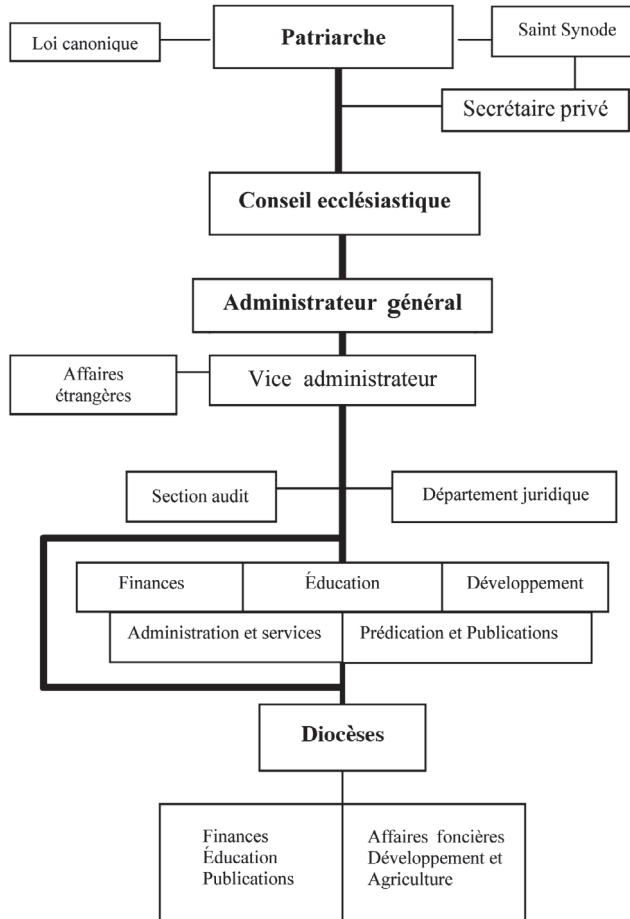 Patriarche
Saint Synode
Loi canonique
Secrétaire privé
Conseil ecclésiastique
Administrateur général
Affaires
étrangères
Vice administrateur
Section audit
Département juridique
Finances
Éducation
Développement
Administration et services
Prédication et Publications
Diocèses
Finances
Éducation
Publications
Affaires foncières
Développement et
Agriculture